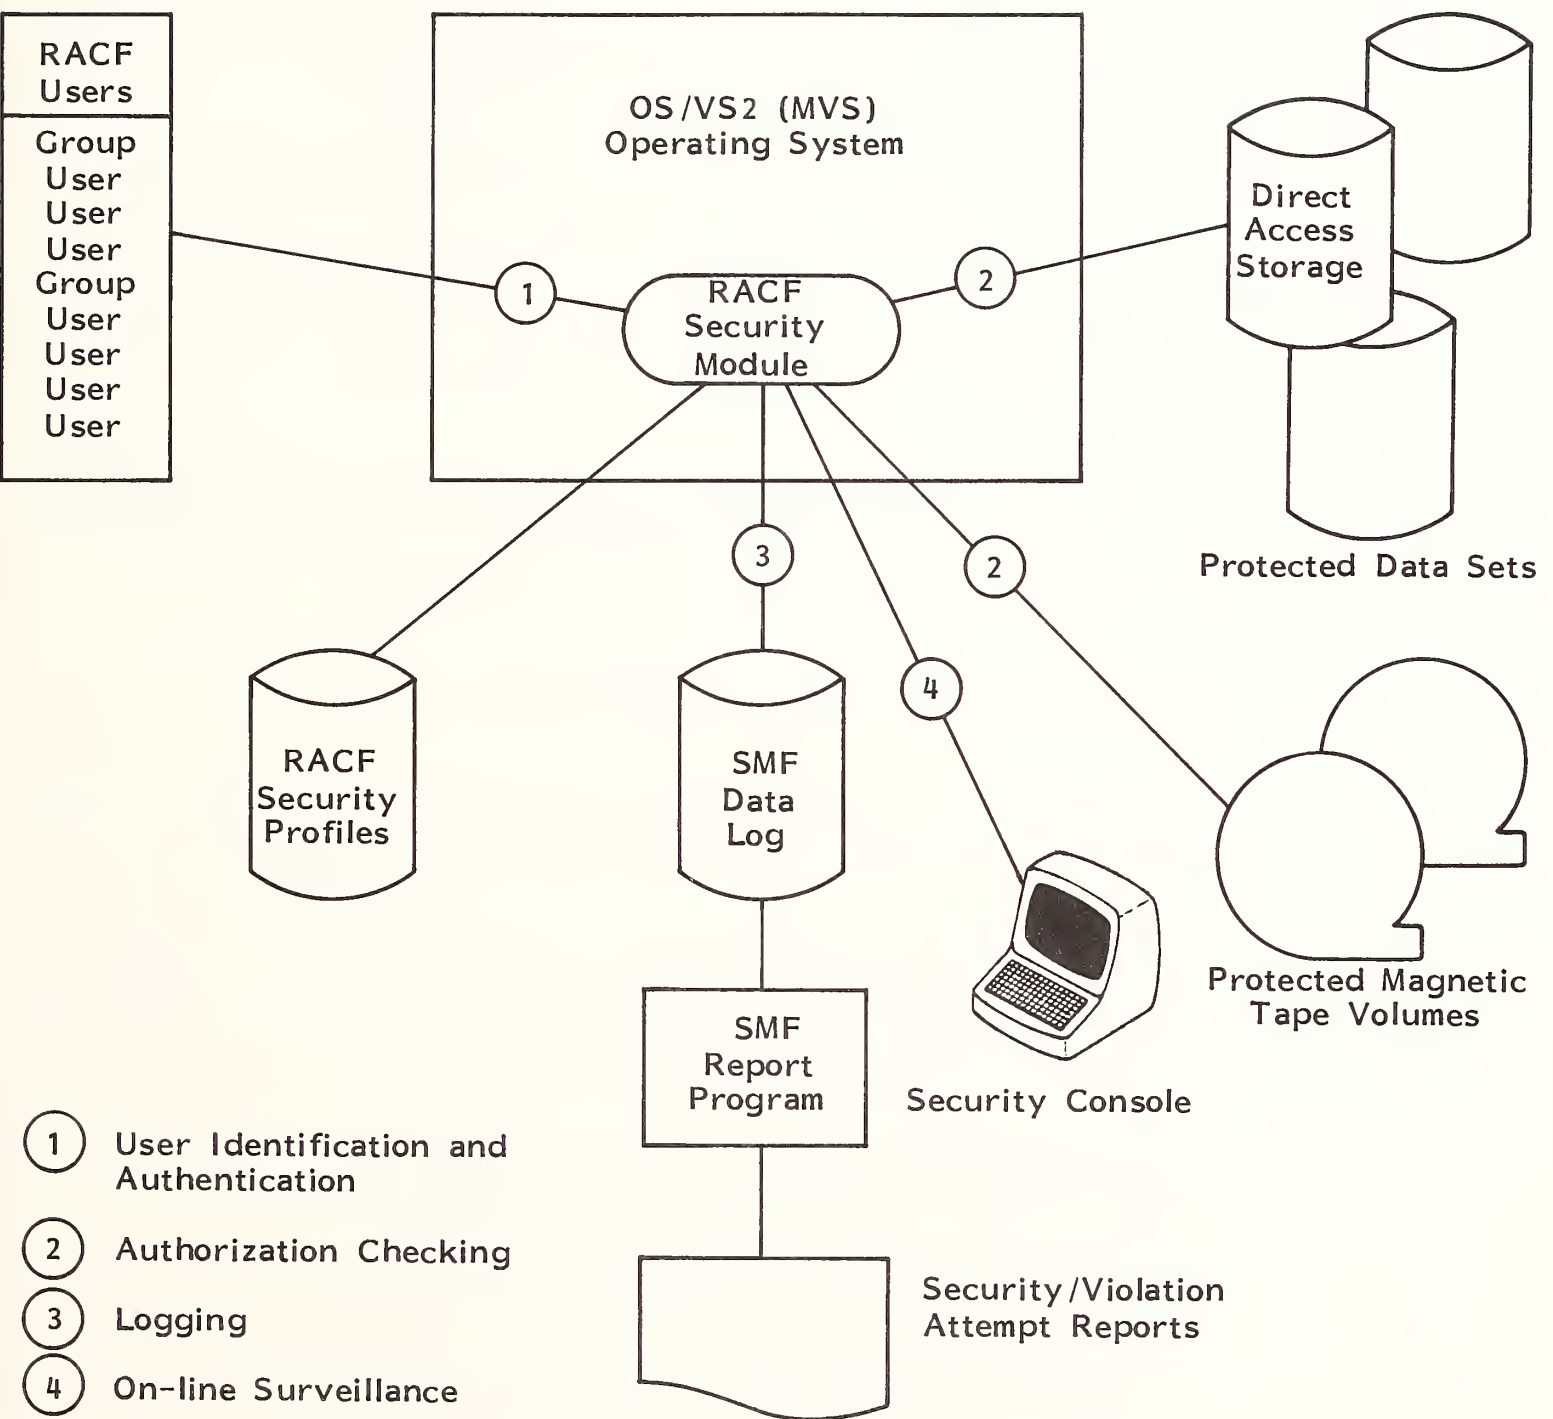 RACF
Users
Group
User
User
User
Group
User
User
User
User
OS/VS2 (MVS)
Operating System
1
RACF
Security
Module
2
Direct
Access
Storage
Protected Data Sets
3
2
4
RACF
Security
Profiles
SMF
Data
Log
Protected Magnetic
Tape Volumes
SMF
Report
Program
Security Console
1 User Identification and
Authentication
2 Authorization Checking
3 Logging
4 On-line Surveillance
Security/Violation
Attempt Reports